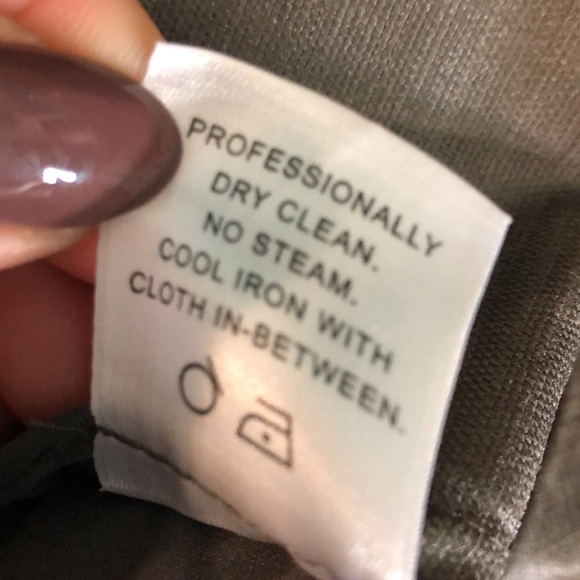 PROFESSIONALLY
DRY CLEAN.
NO STEAM.
COOL IRON WITH
CLOTH IN-BETWEEN.